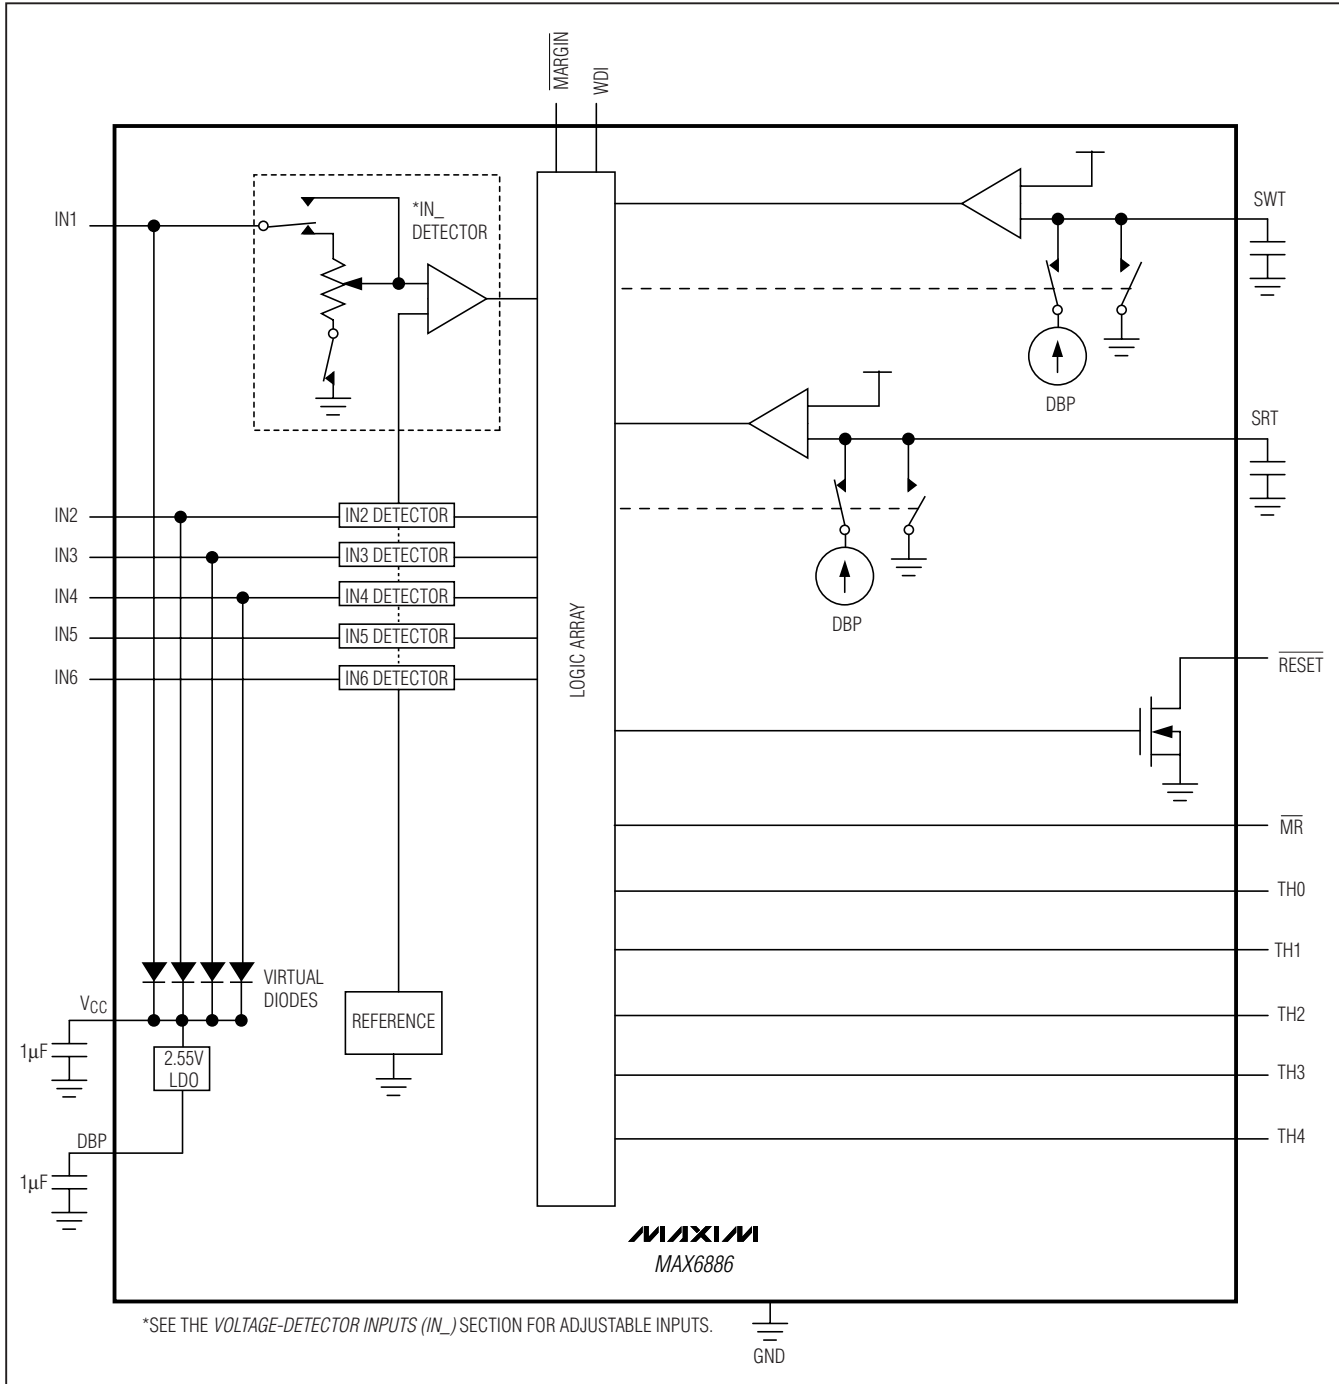 MARGIN
WDI
IN1
*IN_
DETECTOR
SWT
DBP
SRT
DBP
IN2
IN2 DETECTOR
IN3
IN3 DETECTOR
IN4
IN4 DETECTOR
IN5
IN5 DETECTOR
IN6
IN6 DETECTOR
LOGIC ARRAY
RESET
MR
TH0
TH1
TH2
TH3
TH4
VIRTUAL
DIODES
VCC
1μF
2.55V
LDO
REFERENCE
DBP
1μF
MAXIM
MAX6886
*SEE THE VOLTAGE-DETECTOR INPUTS (IN_) SECTION FOR ADJUSTABLE INPUTS.
GND